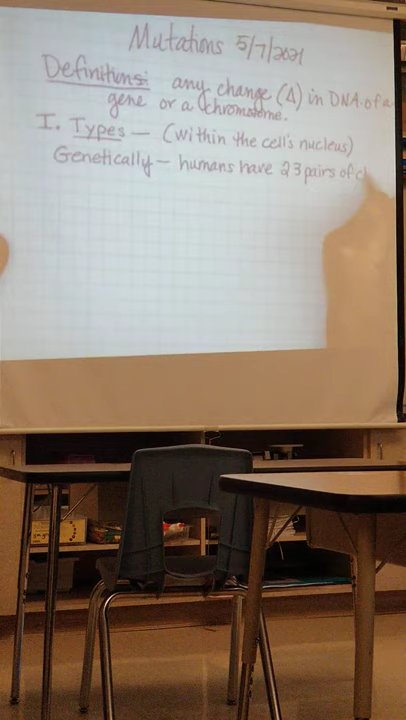 Mutations 5/7/2021
Definitions: any change (Δ) in DNA of a
gene or a chromosome.
I. Types — (within the cell's nucleus)
Genetically — humans have 23 pairs of c